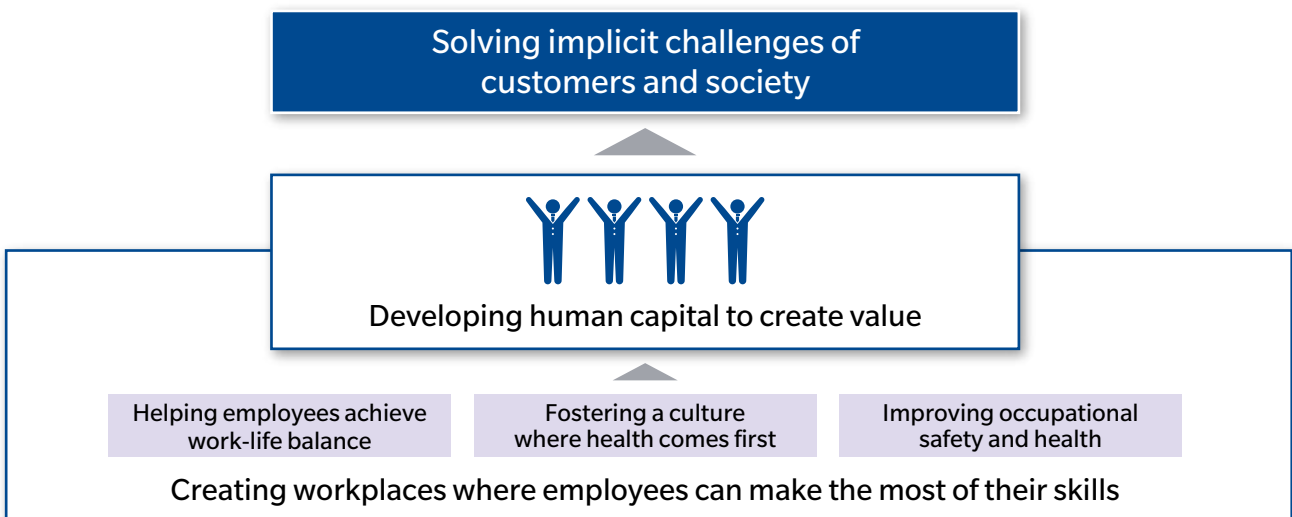 Solving implicit challenges of
customers and society
Developing human capital to create value
Helping employees achieve
work-life balance
Fostering a culture
where health comes first
Improving occupational
safety and health
Creating workplaces where employees can make the most of their skills